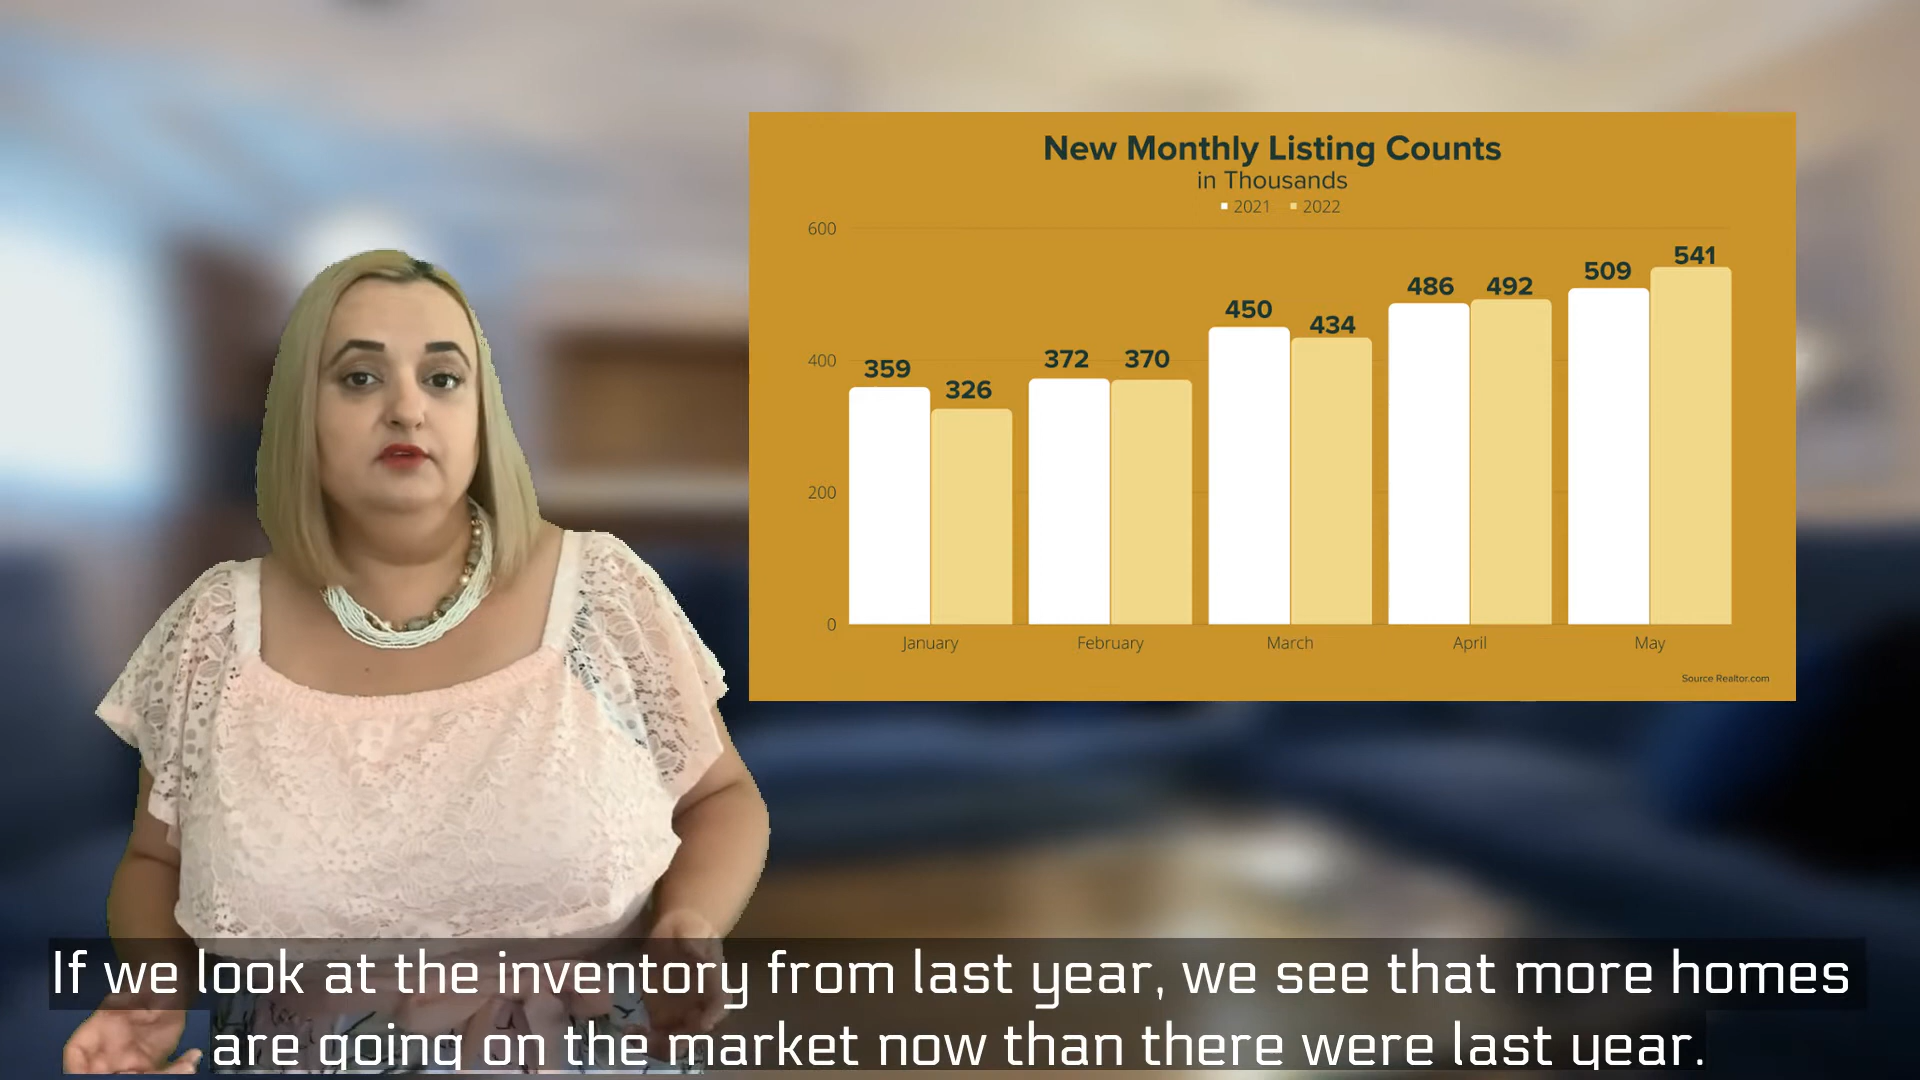 New Monthly Listing Counts
in Thousands
2021 2022
600
400
200
0
359 326 372 370 450 434 486 492 509 541
January February March April May
Source Realtor.com
If we look at the inventory from last year, we see that more homes
are going on the market now than there were last year.